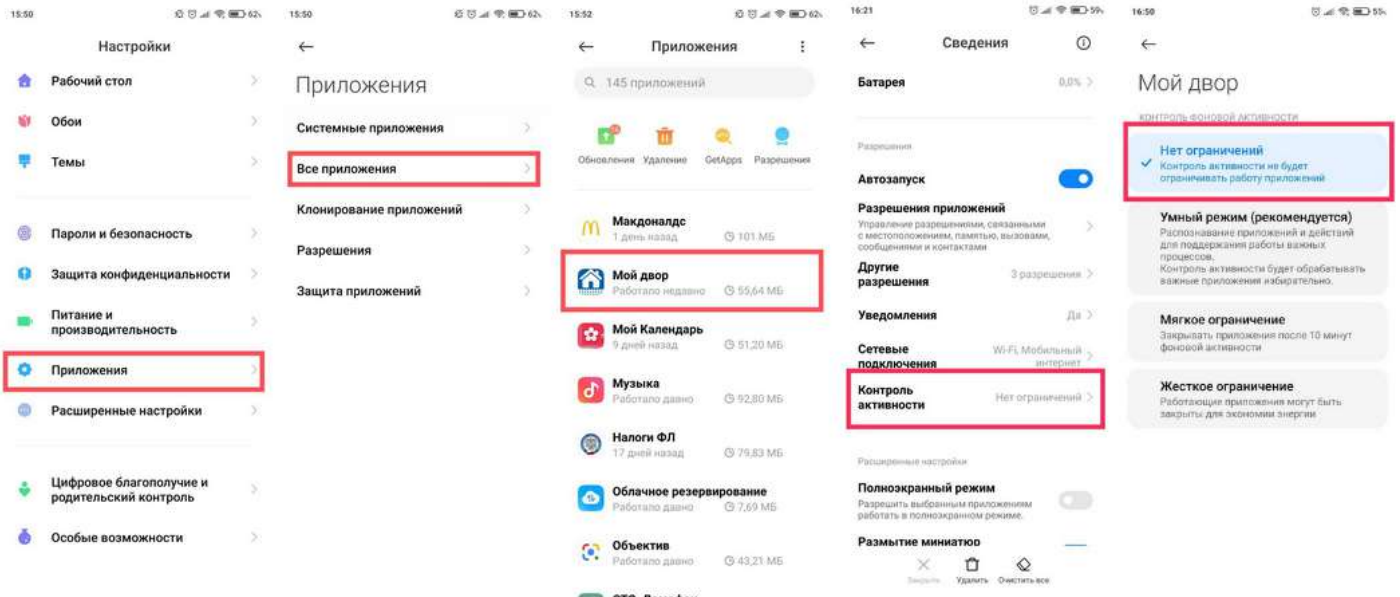 15:50
62%
Настройки
Рабочий стол
Обои
Темы
Пароли и безопасность
Защита конфиденциальности
Питание и
производительность
Приложения
Расширенные настройки
Цифровое благополучие и
родительский контроль
Особые возможности
15:50
62%
Приложения
Системные приложения
Все приложения
Клонирование приложений
Разрешения
Защита приложений
15:52
62%
Приложения
145 приложений
Обновления Удаление GetApps Разрешения
Макдоналдс
1 день назад 101 МБ
Мой двор
Работало недавно 55,64 МБ
Мой Календарь
9 дней назад 51,20 МБ
Музыка
Работало давно 92,80 МБ
Налоги ФЛ
17 дней назад 79,83 МБ
Облачное резервирование
Работало давно 7,69 МБ
Объектив
Работало давно 43,21 МБ
16:21
59%
Сведения
Батарея 0,0%
Разрешения
Автозапуск
Разрешения приложений
Управление разрешениями, связанными
с местоположением, памятью, вызовами,
сообщениями и контактами
Другие
разрешения
3 разрешения
Уведомления Да
Сетевые
подключения
Wi-Fi, Мобильный
интернет
Контроль
активности
Нет ограничений
Расширенные настройки
Полноэкранный режим
Разрешить выбранным приложениям
работать в полноэкранном режиме.
Размытие миниатюр
Закрыть Удалить Очистить все
16:50
55%
Мой двор
КОНТРОЛЬ ФОНОВОЙ АКТИВНОСТИ
Нет ограничений
Контроль активности не будет
ограничивать работу приложений
Умный режим (рекомендуется)
Распознавание приложений и действий
для поддержания работы важных
процессов.
Контроль активности будет обрабатывать
важные приложения избирательно.
Мягкое ограничение
Закрывать приложения после 10 минут
фоновой активности
Жесткое ограничение
Работающие приложения могут быть
закрыты для экономии энергии